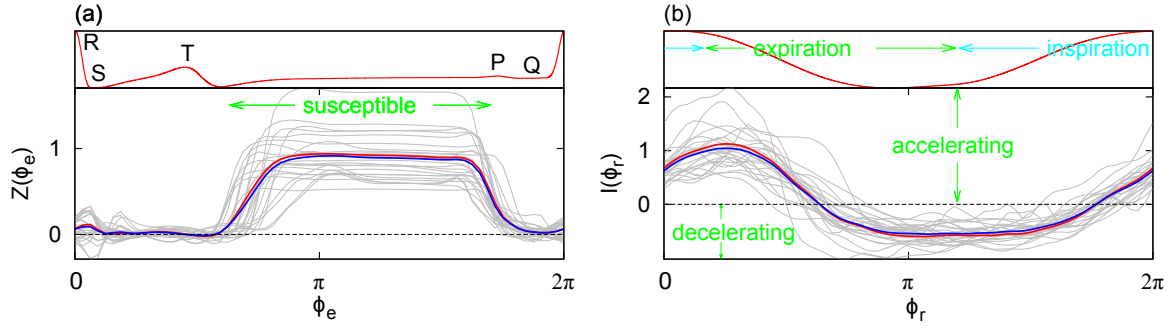 (a)
R
S
T
P
Q
susceptible
Z(ϕe)
1
0
0
π
2π
ϕe
(b)
expiration
inspiration
accelerating
decelerating
I(ϕr)
2
1
0
0
π
2π
ϕr